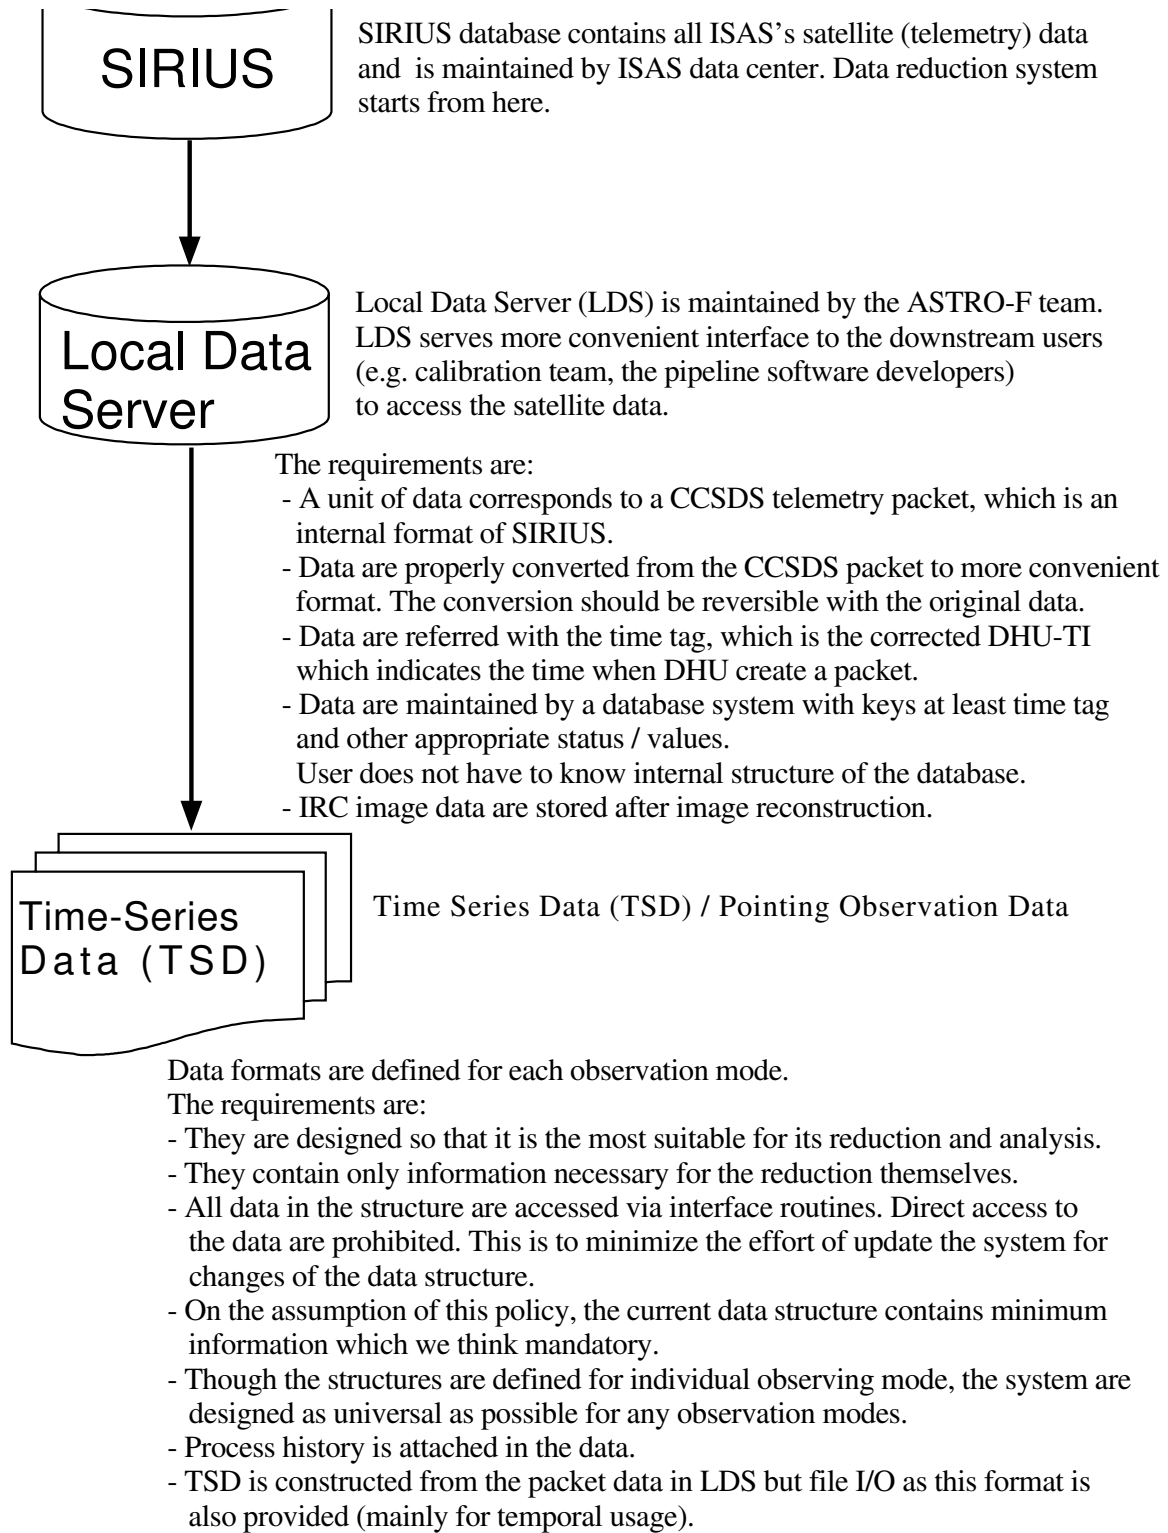 SIRIUS
SIRIUS database contains all ISAS's satellite (telemetry) data
and is maintained by ISAS data center. Data reduction system
starts from here.
Local Data
Server
Local Data Server (LDS) is maintained by the ASTRO-F team.
LDS serves more convenient interface to the downstream users
(e.g. calibration team, the pipeline software developers)
to access the satellite data.
The requirements are:
- A unit of data corresponds to a CCSDS telemetry packet, which is an
internal format of SIRIUS.
- Data are properly converted from the CCSDS packet to more convenient
format. The conversion should be reversible with the original data.
- Data are referred with the time tag, which is the corrected DHU-TI
which indicates the time when DHU create a packet.
- Data are maintained by a database system with keys at least time tag
and other appropriate status / values.
User does not have to know internal structure of the database.
- IRC image data are stored after image reconstruction.
Time-Series
Data (TSD)
Time Series Data (TSD) / Pointing Observation Data
Data formats are defined for each observation mode.
The requirements are:
- They are designed so that it is the most suitable for its reduction and analysis.
- They contain only information necessary for the reduction themselves.
- All data in the structure are accessed via interface routines. Direct access to
the data are prohibited. This is to minimize the effort of update the system for
changes of the data structure.
- On the assumption of this policy, the current data structure contains minimum
information which we think mandatory.
- Though the structures are defined for individual observing mode, the system are
designed as universal as possible for any observation modes.
- Process history is attached in the data.
- TSD is constructed from the packet data in LDS but file I/O as this format is
also provided (mainly for temporal usage).